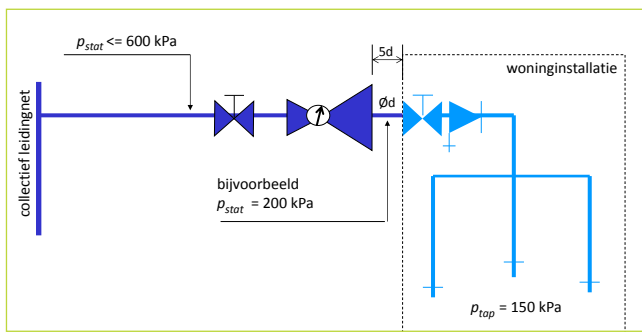 p_stat <= 600 kPa
5d
woninginstallatie
Ød
collectief leidingnet
bijvoorbeeld
p_stat = 200 kPa
p_tap = 150 kPa